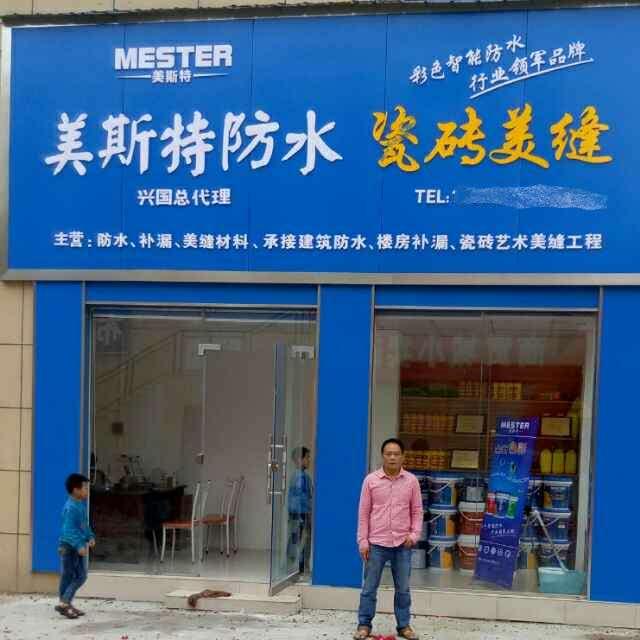 MESTER
美斯特
彩色智能防水
行业领军品牌
美斯特防水 瓷砖美缝
兴国总代理
TEL:1
主营：防水、补漏、美缝材料、承接建筑防水、楼房补漏、瓷砖艺术美缝工程
MESTER